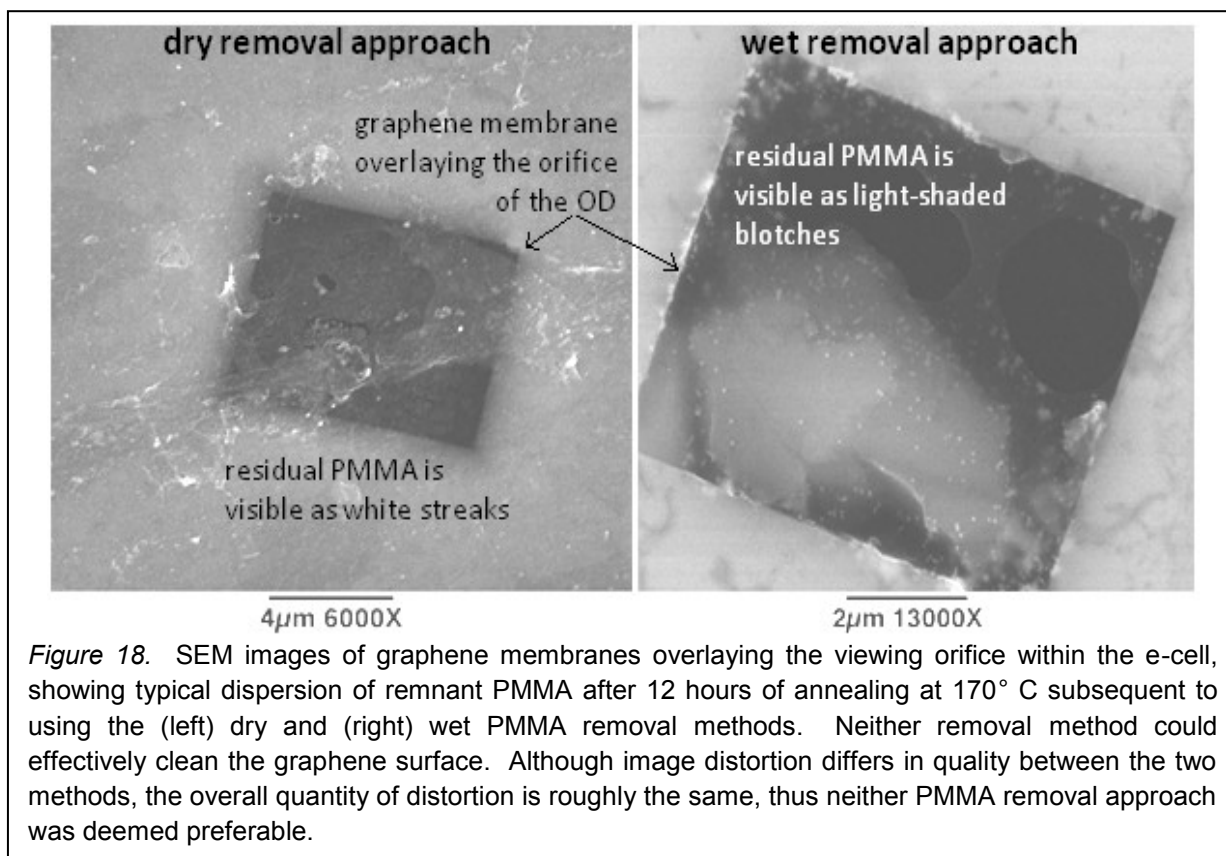 dry removal approach
wet removal approach
graphene membrane
overlaying the orifice
of the OD
residual PMMA is
visible as light-shaded
blotches
residual PMMA is
visible as white streaks
4μm 6000X
2μm 13000X
Figure 18. SEM images of graphene membranes overlaying the viewing orifice within the e-cell,
showing typical dispersion of remnant PMMA after 12 hours of annealing at 170° C subsequent to
using the (left) dry and (right) wet PMMA removal methods. Neither removal method could
effectively clean the graphene surface. Although image distortion differs in quality between the two
methods, the overall quantity of distortion is roughly the same, thus neither PMMA removal approach
was deemed preferable.